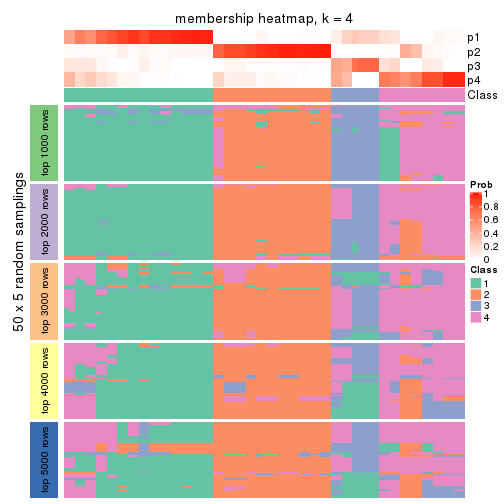 membership heatmap, k = 4
p1
p2
p3
p4
Class
50 x 5 random samplings
top 1000 rows
top 2000 rows
top 3000 rows
top 4000 rows
top 5000 rows
Prob
1
0.8
0.6
0.4
0.2
0
Class
1
2
3
4